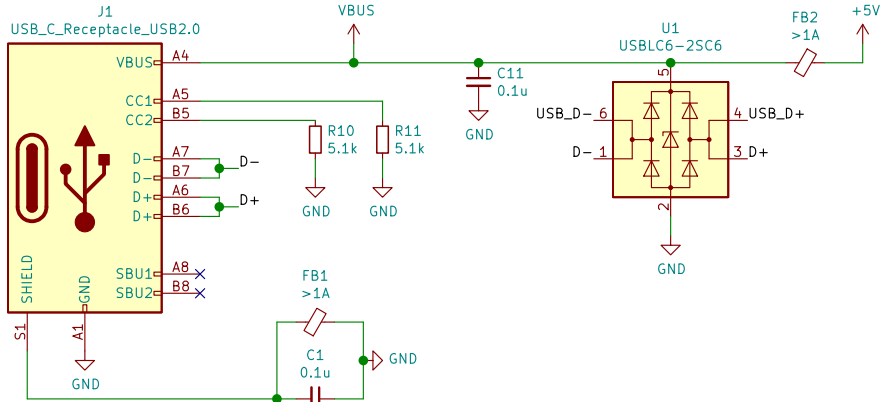 J1
USB_C_Receptacle_USB2.0
VBUS
A4
CC1
A5
CC2
B5
D-
A7
D-
B7
D+
A6
D+
B6
SBU1
A8
SBU2
B8
SHIELD
S1
GND
A1
GND
D-
D+
VBUS
R10
5.1k
GND
R11
5.1k
GND
C11
0.1u
GND
U1
USBLC6-2SC6
5
USB_D-
6
D-
1
4
USB_D+
3
D+
2
GND
FB2
>1A
+5V
FB1
>1A
C1
0.1u
GND